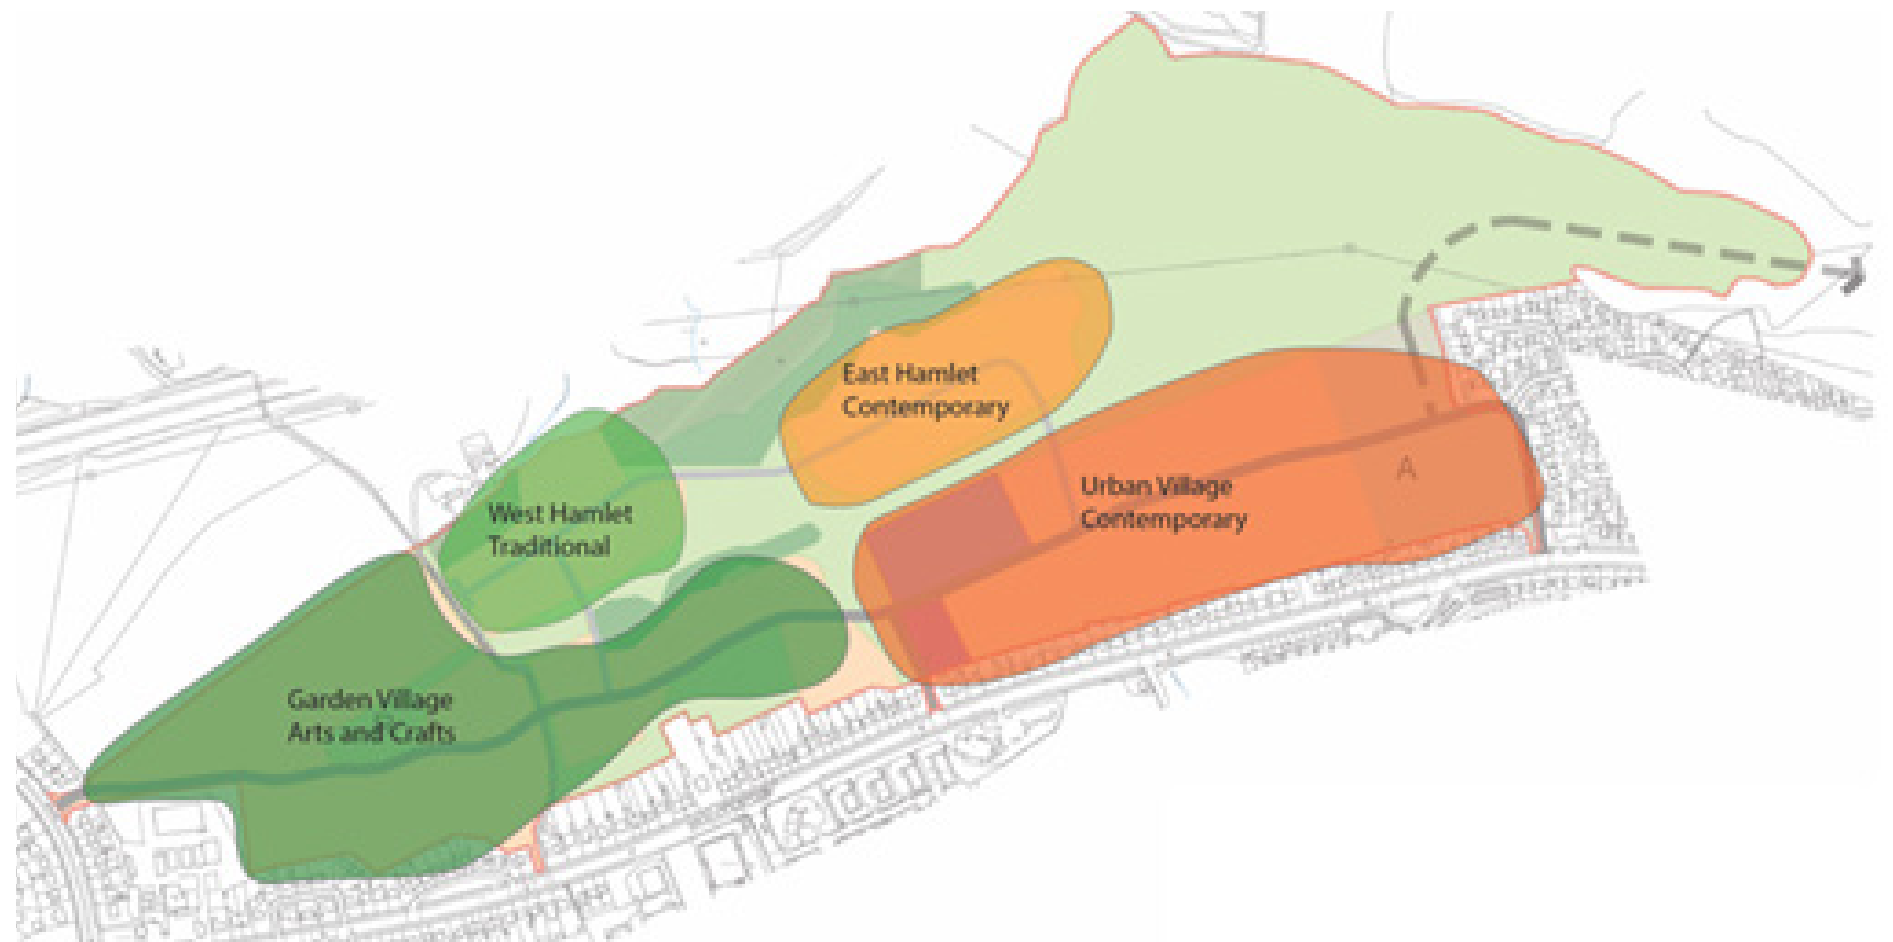 East Hamlet
Contemporary
Urban Village
Contemporary
A
West Hamlet
Traditional
Garden Village
Arts and Crafts